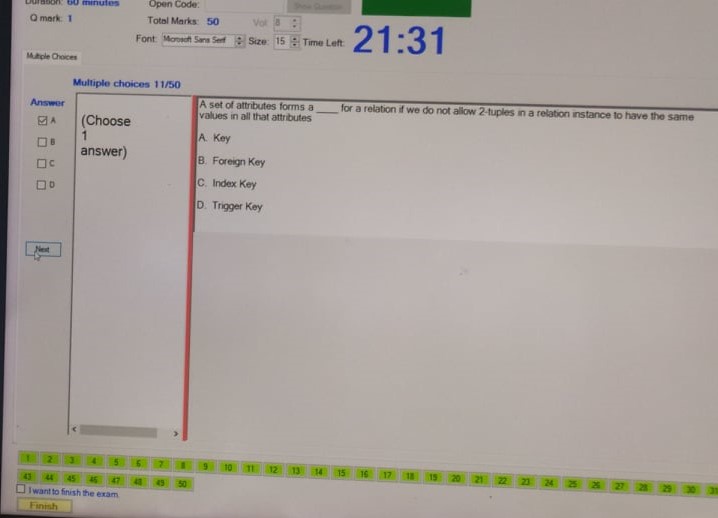 Duration: 60 minutes
Open Code:
Show Question
Q mark: 1
Total Marks: 50
Vol: 8
Font: Microsoft Sans Serif Size: 15 Time Left: 21:31
Multiple Choices
Multiple choices 11/50
Answer
A
B
C
D
(Choose
1
answer)
A set of attributes forms a ____ for a relation if we do not allow 2-tuples in a relation instance to have the same
values in all that attributes
A. Key
B. Foreign Key
C. Index Key
D. Trigger Key
Next
1 2 3 4 5 6 7 8 9 10 11 12 13 14 15 16 17 18 19 20 21 22 23 24 25 26 27 28 29 30 31
43 44 45 46 47 48 49 50
I want to finish the exam.
Finish